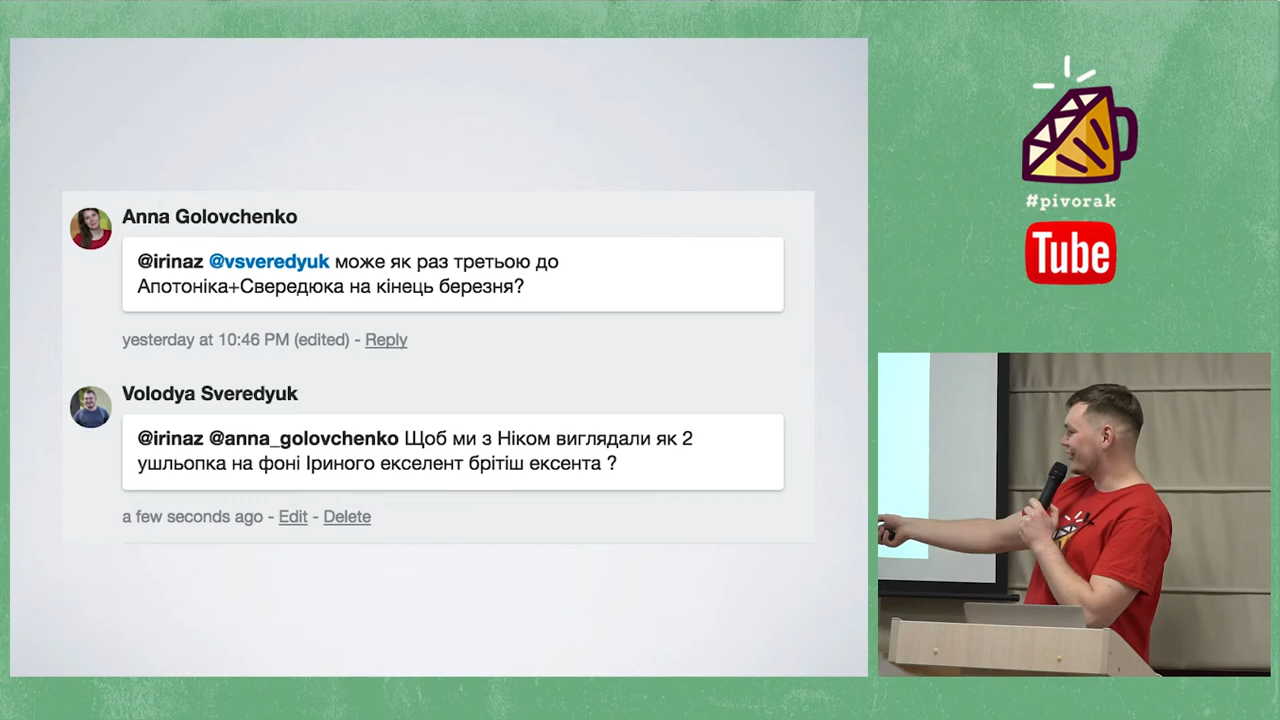 Anna Golovchenko
@irinaz @vsveredyuk може як раз третьою до
Апотоніка+Свередюка на кінець березня?
yesterday at 10:46 PM (edited) - Reply
Volodya Sveredyuk
@irinaz @anna_golovchenko Щоб ми з Ніком виглядали як 2
ушльопка на фоні Іриного екселент брітіш ексента ?
a few seconds ago - Edit - Delete
#pivorak
Tube